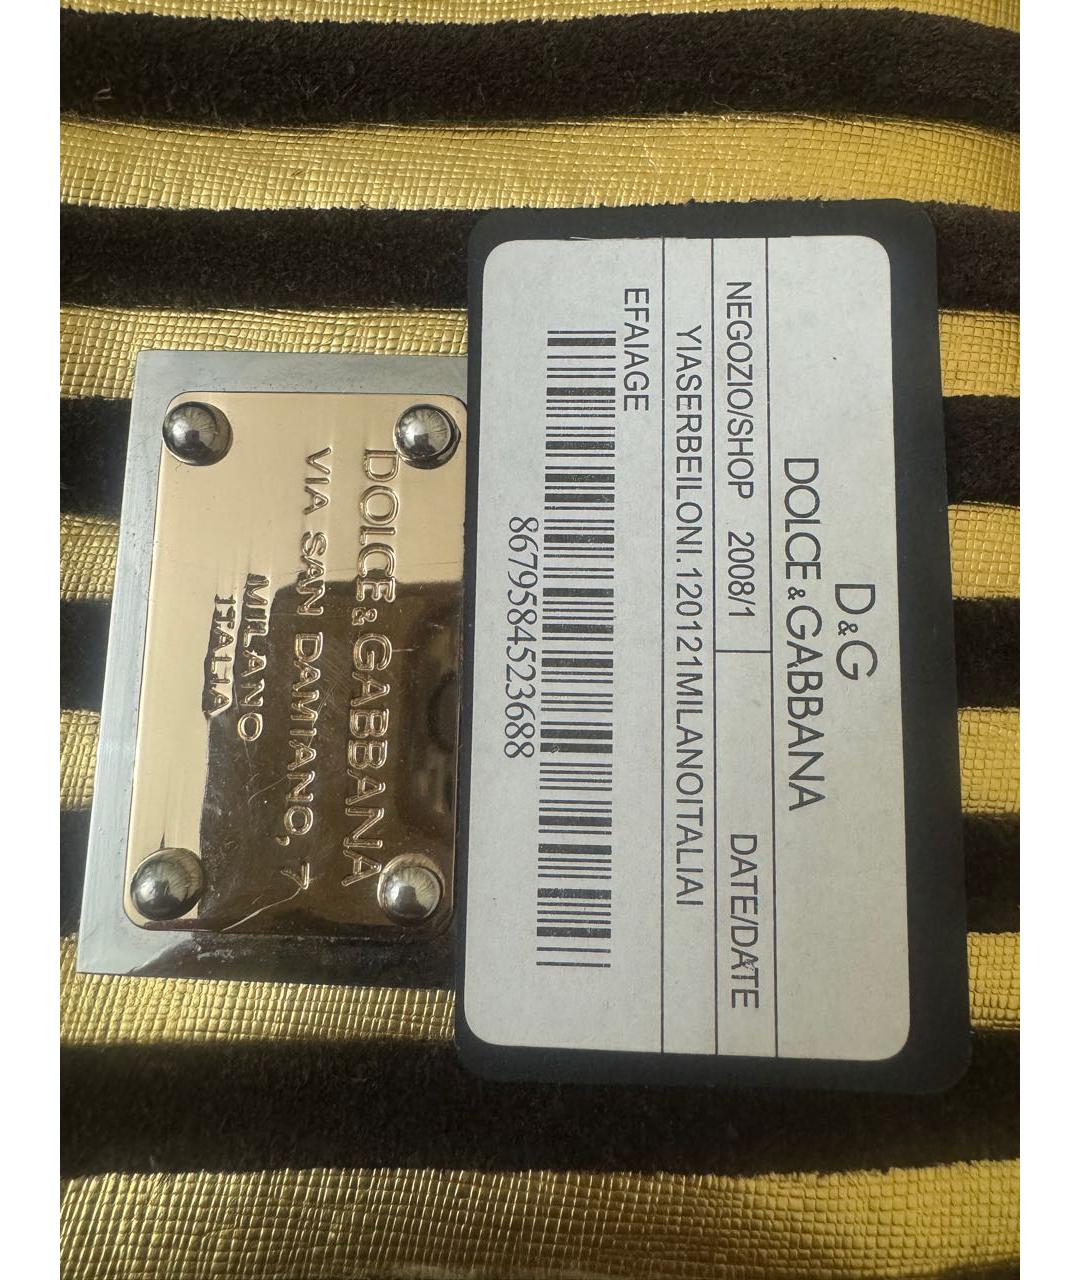 D&G
DOLCE & GABBANA
NEGOZIO/SHOP 2008/1 DATE/DATE
YIASERBEILONI.120121MILANOITALIAI
EFAIAGE
8679584523688
DOLCE & GABBANA
VIA SAN DAMIANO, 7
MILANO
ITALIA